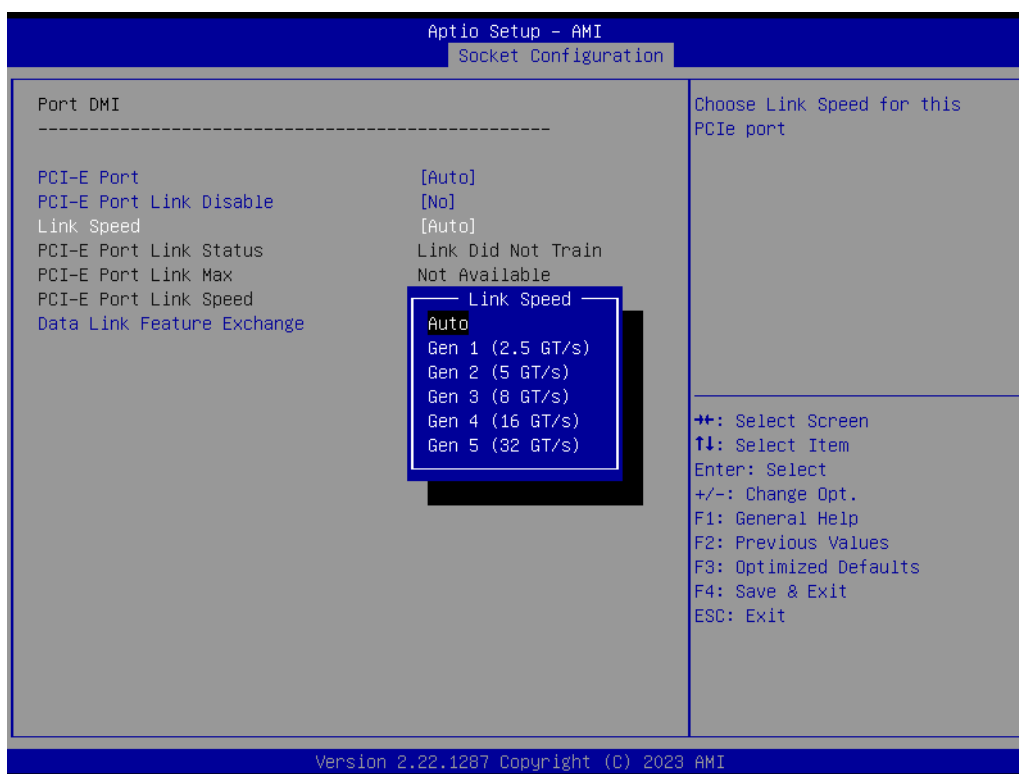 Aptio Setup – AMI
Socket Configuration
Port DMI
--------------------------------------------------
PCI-E Port [Auto]
PCI-E Port Link Disable [No]
Link Speed [Auto]
PCI-E Port Link Status Link Did Not Train
PCI-E Port Link Max Not Available
PCI-E Port Link Speed
Data Link Feature Exchange
Link Speed
Auto
Gen 1 (2.5 GT/s)
Gen 2 (5 GT/s)
Gen 3 (8 GT/s)
Gen 4 (16 GT/s)
Gen 5 (32 GT/s)
Choose Link Speed for this
PCIe port
→←: Select Screen
↑↓: Select Item
Enter: Select
+/-: Change Opt.
F1: General Help
F2: Previous Values
F3: Optimized Defaults
F4: Save & Exit
ESC: Exit
Version 2.22.1287 Copyright (C) 2023 AMI